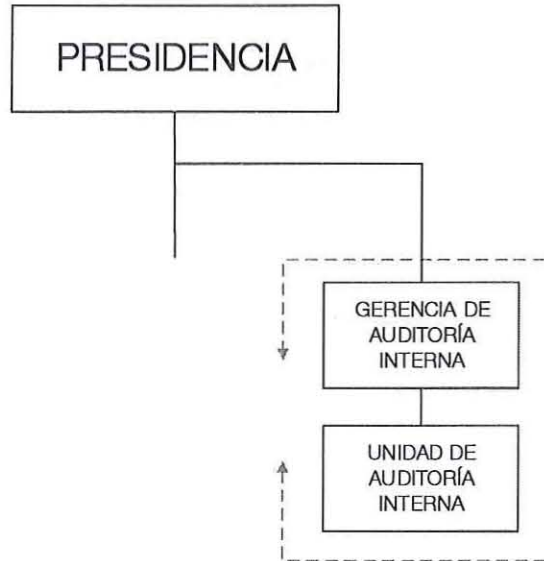 PRESIDENCIA
GERENCIA DE
AUDITORÍA
INTERNA
UNIDAD DE
AUDITORÍA
INTERNA